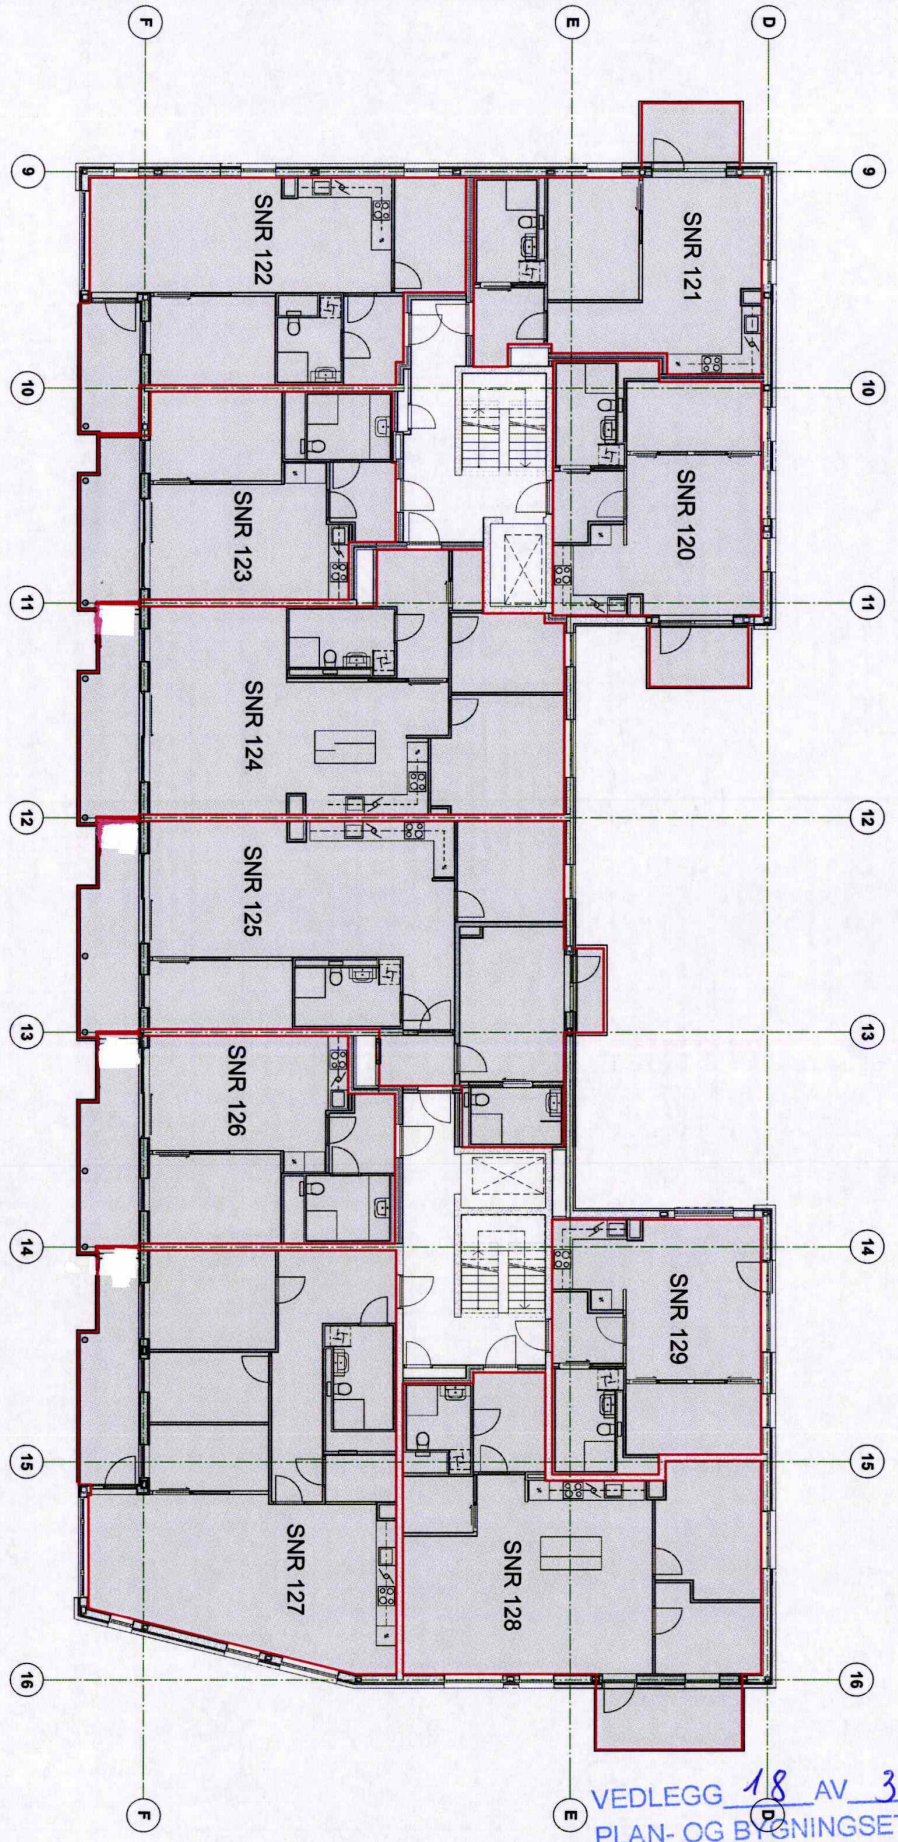 F
E
D
9
9
SNR 122
SNR 121
10
10
SNR 123
SNR 120
11
11
SNR 124
12
12
SNR 125
13
13
SNR 126
14
14
SNR 129
15
15
SNR 127
SNR 128
16
16
F
E
D
VEDLEGG 18 AV 3
PLAN- OG BYGNINGSET